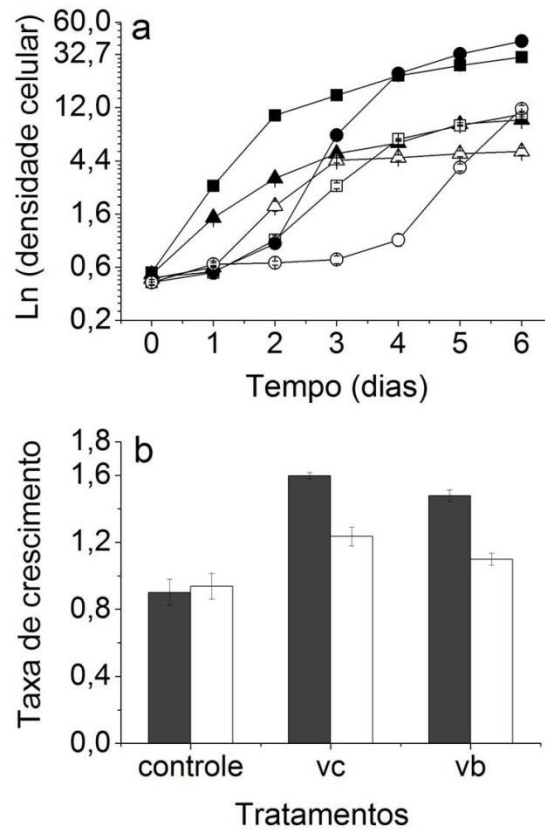 a
60,0
32,7
12,0
4,4
1,6
0,6
0,2
Ln (densidade celular)
0 1 2 3 4 5 6
Tempo (dias)
b
1,8
1,6
1,2
0,8
0,4
0,0
Taxa de crescimento
controle vc vb
Tratamentos